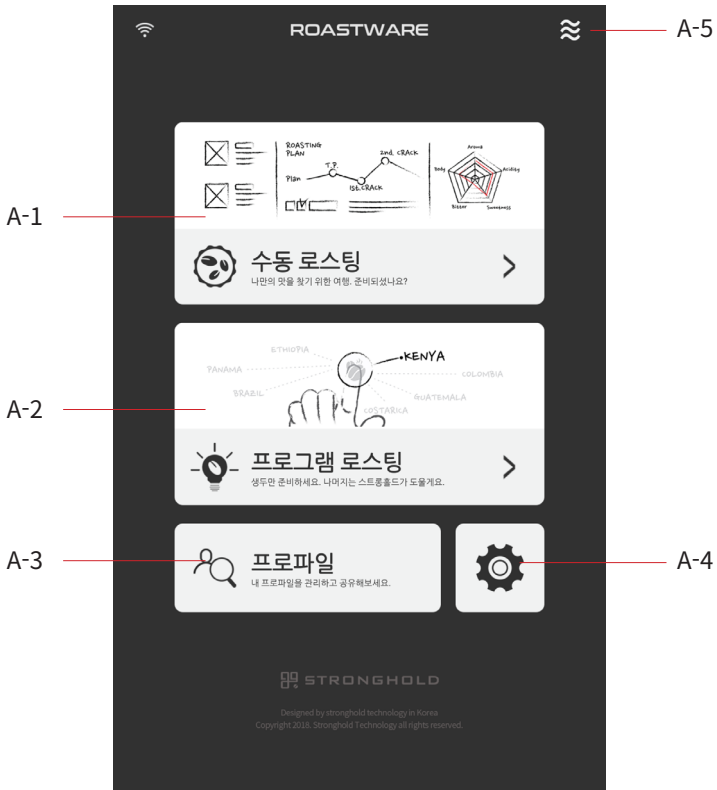 ROASTWARE
A-5
ROASTING
PLAN
2nd. CRACK
T.P.
Plan
1st.CRACK
Aroma
Body
Acidity
Bitter
Sweetness
A-1
수동 로스팅
나만의 맛을 찾기 위한 여행. 준비되셨나요?
ETHIOPIA
KENYA
PANAMA
COLOMBIA
BRAZIL
GUATEMALA
COSTARICA
A-2
프로그램 로스팅
생두만 준비하세요. 나머지는 스트롱홀드가 도울게요.
A-3
프로파일
내 프로파일을 관리하고 공유해보세요.
A-4
STRONGHOLD
Designed by stronghold technology in Korea
Copyright 2018. Stronghold Technology all rights reserved.